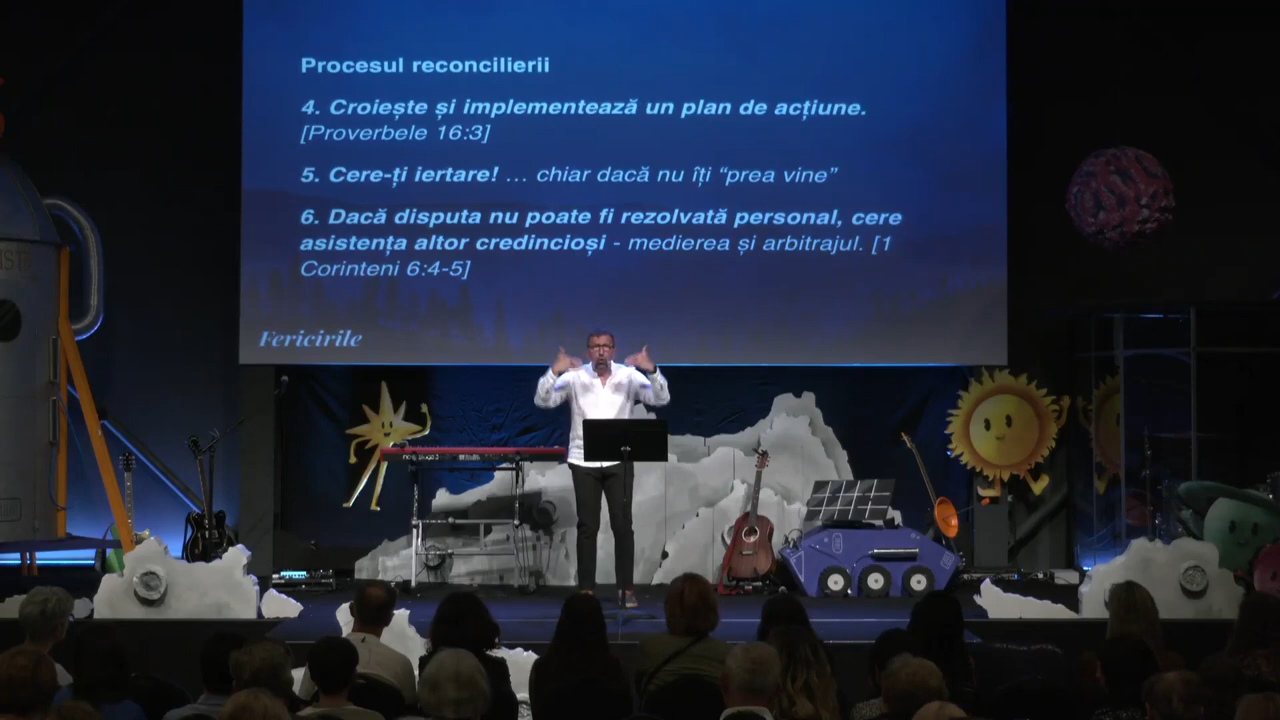 Procesul reconcilierii
4. Croiește și implementează un plan de acțiune.
[Proverbele 16:3]
5. Cere-ți iertare! … chiar dacă nu îți “prea vine”
6. Dacă disputa nu poate fi rezolvată personal, cere
asistența altor credincioși - medierea și arbitrajul. [1
Corinteni 6:4-5]
Fericirile